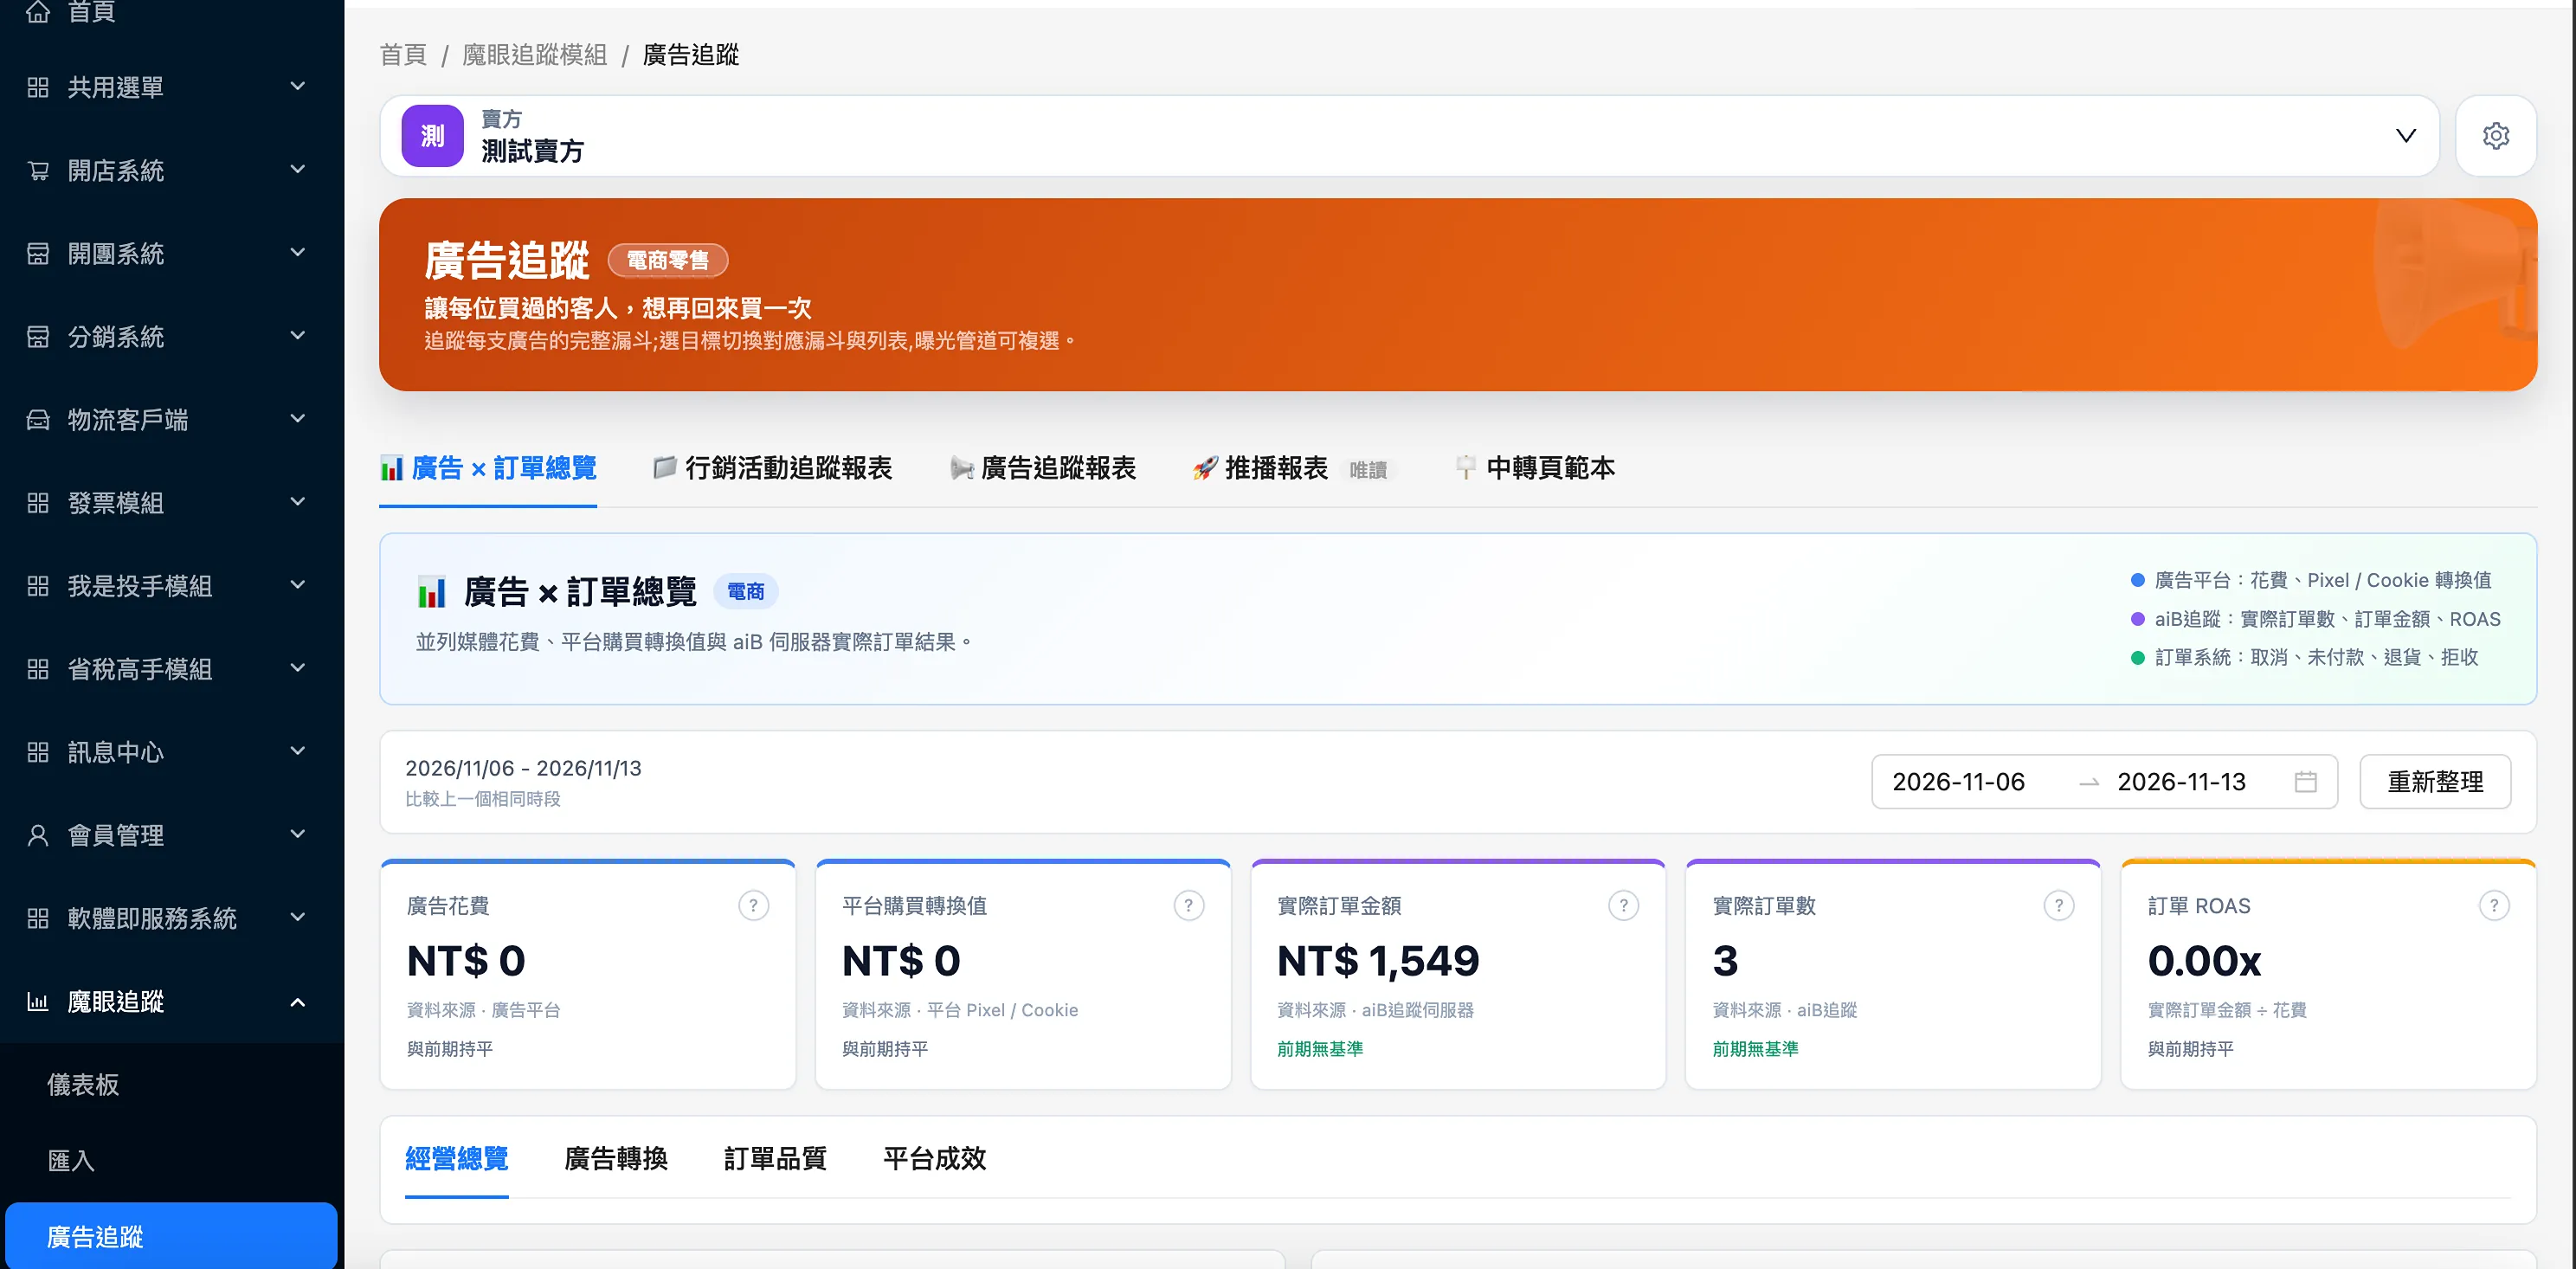 首頁
共用選單
開店系統
開團系統
分銷系統
物流客戶端
發票模組
我是投手模組
省稅高手模組
訊息中心
會員管理
軟體即服務系統
魔眼追蹤
儀表板
匯入
廣告追蹤
首頁 / 魔眼追蹤模組 / 廣告追蹤
測
賣方
測試賣方
廣告追蹤 電商零售
讓每位買過的客人，想再回來買一次
追蹤每支廣告的完整漏斗;選目標切換對應漏斗與列表,曝光管道可複選。
廣告 × 訂單總覽 行銷活動追蹤報表 廣告追蹤報表 推播報表 唯讀 中轉頁範本
廣告 × 訂單總覽 電商
並列媒體花費、平台購買轉換值與 aiB 伺服器實際訂單結果。
廣告平台：花費、Pixel / Cookie 轉換值
aiB追蹤：實際訂單數、訂單金額、ROAS
訂單系統：取消、未付款、退貨、拒收
2026/11/06 - 2026/11/13
比較上一個相同時段
2026-11-06 → 2026-11-13 重新整理
廣告花費 ?
NT$ 0
資料來源 · 廣告平台
與前期持平
平台購買轉換值 ?
NT$ 0
資料來源 · 平台 Pixel / Cookie
與前期持平
實際訂單金額 ?
NT$ 1,549
資料來源 · aiB追蹤伺服器
前期無基準
實際訂單數 ?
3
資料來源 · aiB追蹤
前期無基準
訂單 ROAS ?
0.00x
實際訂單金額 ÷ 花費
與前期持平
經營總覽 廣告轉換 訂單品質 平台成效